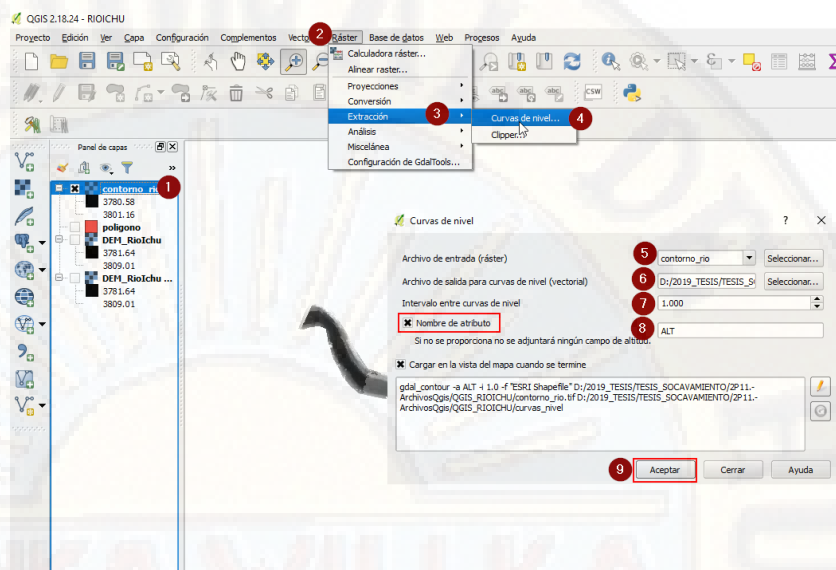 QGIS 2.18.24 - RIOICHU
Proyecto Edición Ver Capa Configuración Complementos 2 Ráster Base de datos Web Procesos Ayuda
Calculadora ráster...
Alinear raster...
Proyecciones
Conversión
Extracción 3
Análisis
Miscelánea
Configuración de GdalTools...
Curvas de nivel... 4
Clipper...
abc abc abc CSW
Panel de capas
1
3780.58
3801.16
poligono
DEM_RioIchu
3781.64
3809.01
DEM_RioIchu ...
3781.64
3809.01
Curvas de nivel ? X
Archivo de entrada (ráster) 5 contorno_rio Seleccionar...
Archivo de salida para curvas de nivel (vectorial) 6 D:/2019_TESIS/TESIS_S Seleccionar...
Intervalo entre curvas de nivel 7 1.000
Nombre de atributo 8 ALT
Si no se proporciona no se adjuntará ningún campo de altitud.
Cargar en la vista del mapa cuando se termine
gdal_contour -a ALT -i 1.0 -f "ESRI Shapefile" D:/2019_TESIS/TESIS_SOCAVAMIENTO/2P11.-
ArchivosQgis/QGIS_RIOICHU/contorno_rio.tif D:/2019_TESIS/TESIS_SOCAVAMIENTO/2P11.-
ArchivosQgis/QGIS_RIOICHU/curvas_nivel
9 Aceptar Cerrar Ayuda